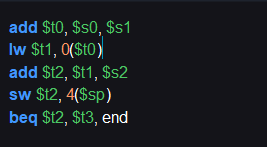 add $t0, $s0, $s1
lw $t1, 0($t0)
add $t2, $t1, $s2
sw $t2, 4($sp)
beq $t2, $t3, end